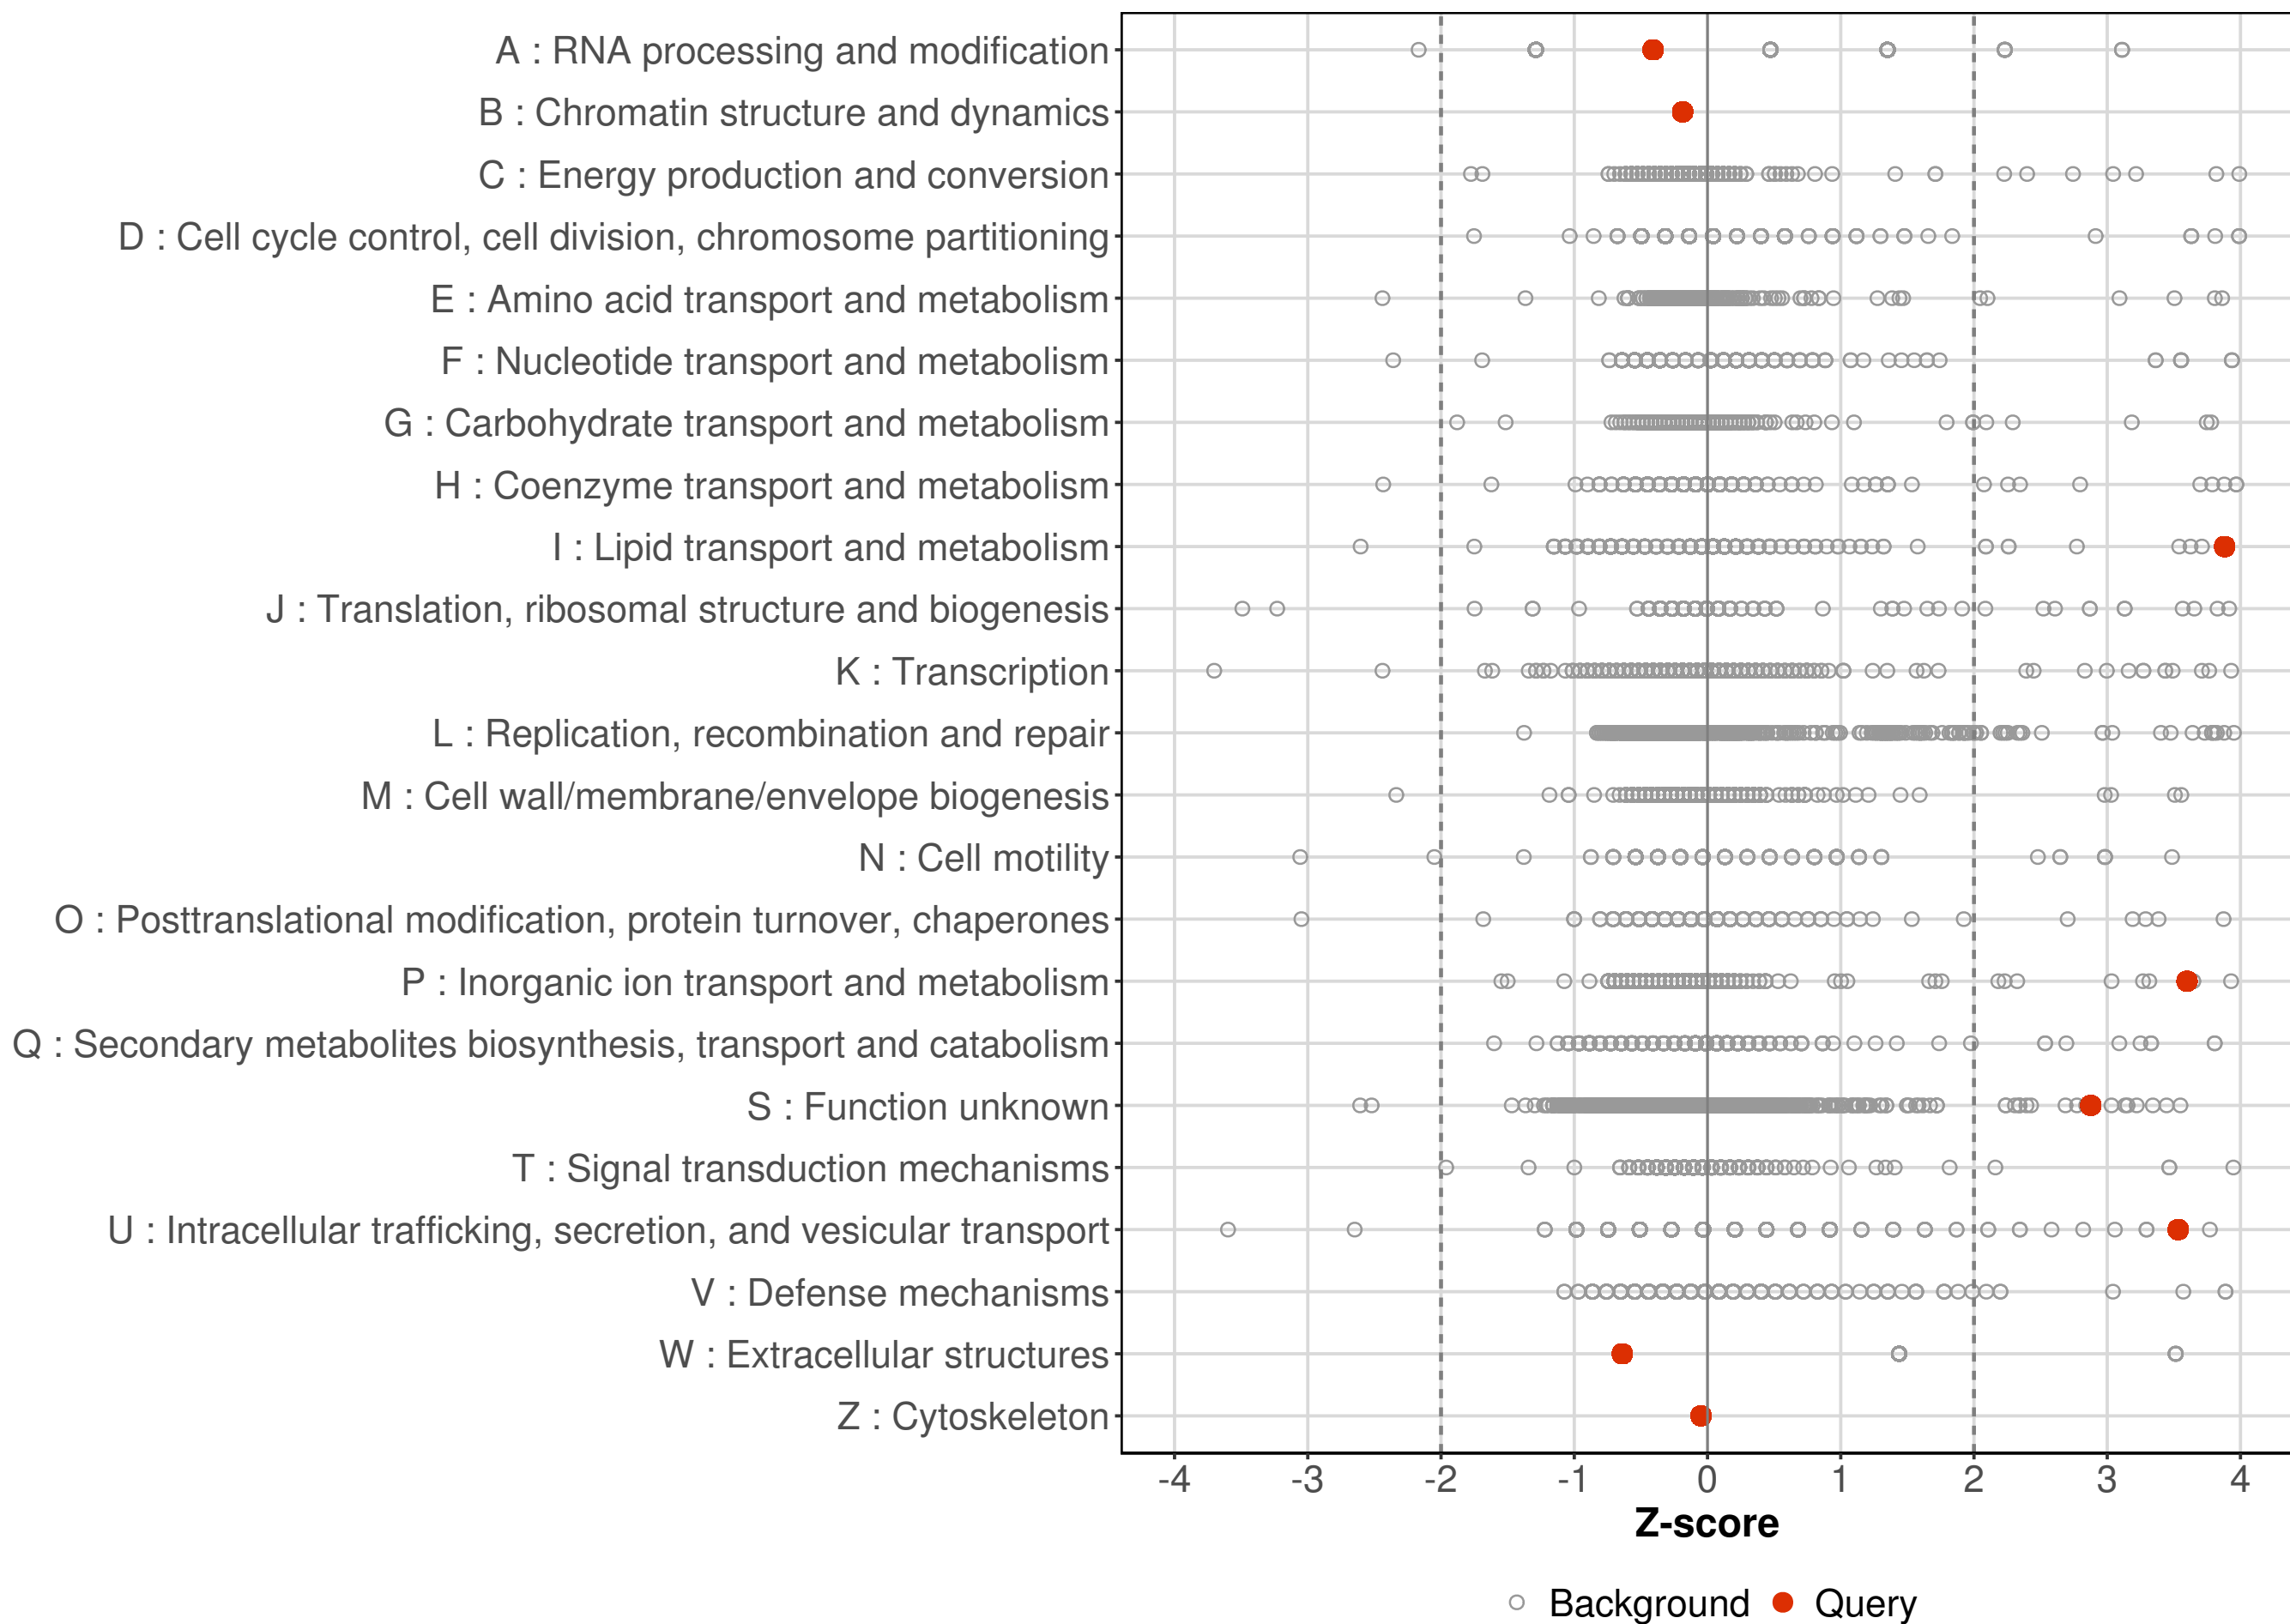 A : RNA processing and modification
B : Chromatin structure and dynamics
C : Energy production and conversion
D : Cell cycle control, cell division, chromosome partitioning
E : Amino acid transport and metabolism
F : Nucleotide transport and metabolism
G : Carbohydrate transport and metabolism
H : Coenzyme transport and metabolism
I : Lipid transport and metabolism
J : Translation, ribosomal structure and biogenesis
K : Transcription
L : Replication, recombination and repair
M : Cell wall/membrane/envelope biogenesis
N : Cell motility
O : Posttranslational modification, protein turnover, chaperones
P : Inorganic ion transport and metabolism
Q : Secondary metabolites biosynthesis, transport and catabolism
S : Function unknown
T : Signal transduction mechanisms
U : Intracellular trafficking, secretion, and vesicular transport
V : Defense mechanisms
W : Extracellular structures
Z : Cytoskeleton
-4 -3 -2 -1 0 1 2 3 4
Z-score
Background Query